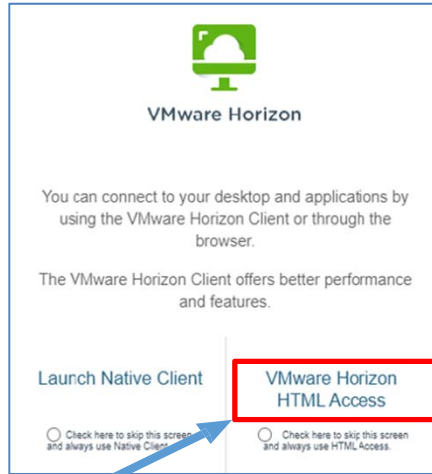 VMware Horizon
You can connect to your desktop and applications by
using the VMware Horizon Client or through the
browser.
The VMware Horizon Client offers better performance
and features.
Launch Native Client
Check here to skip this screen
and always use Native Client.
VMware Horizon
HTML Access
Check here to skip this screen
and always use HTML Access.